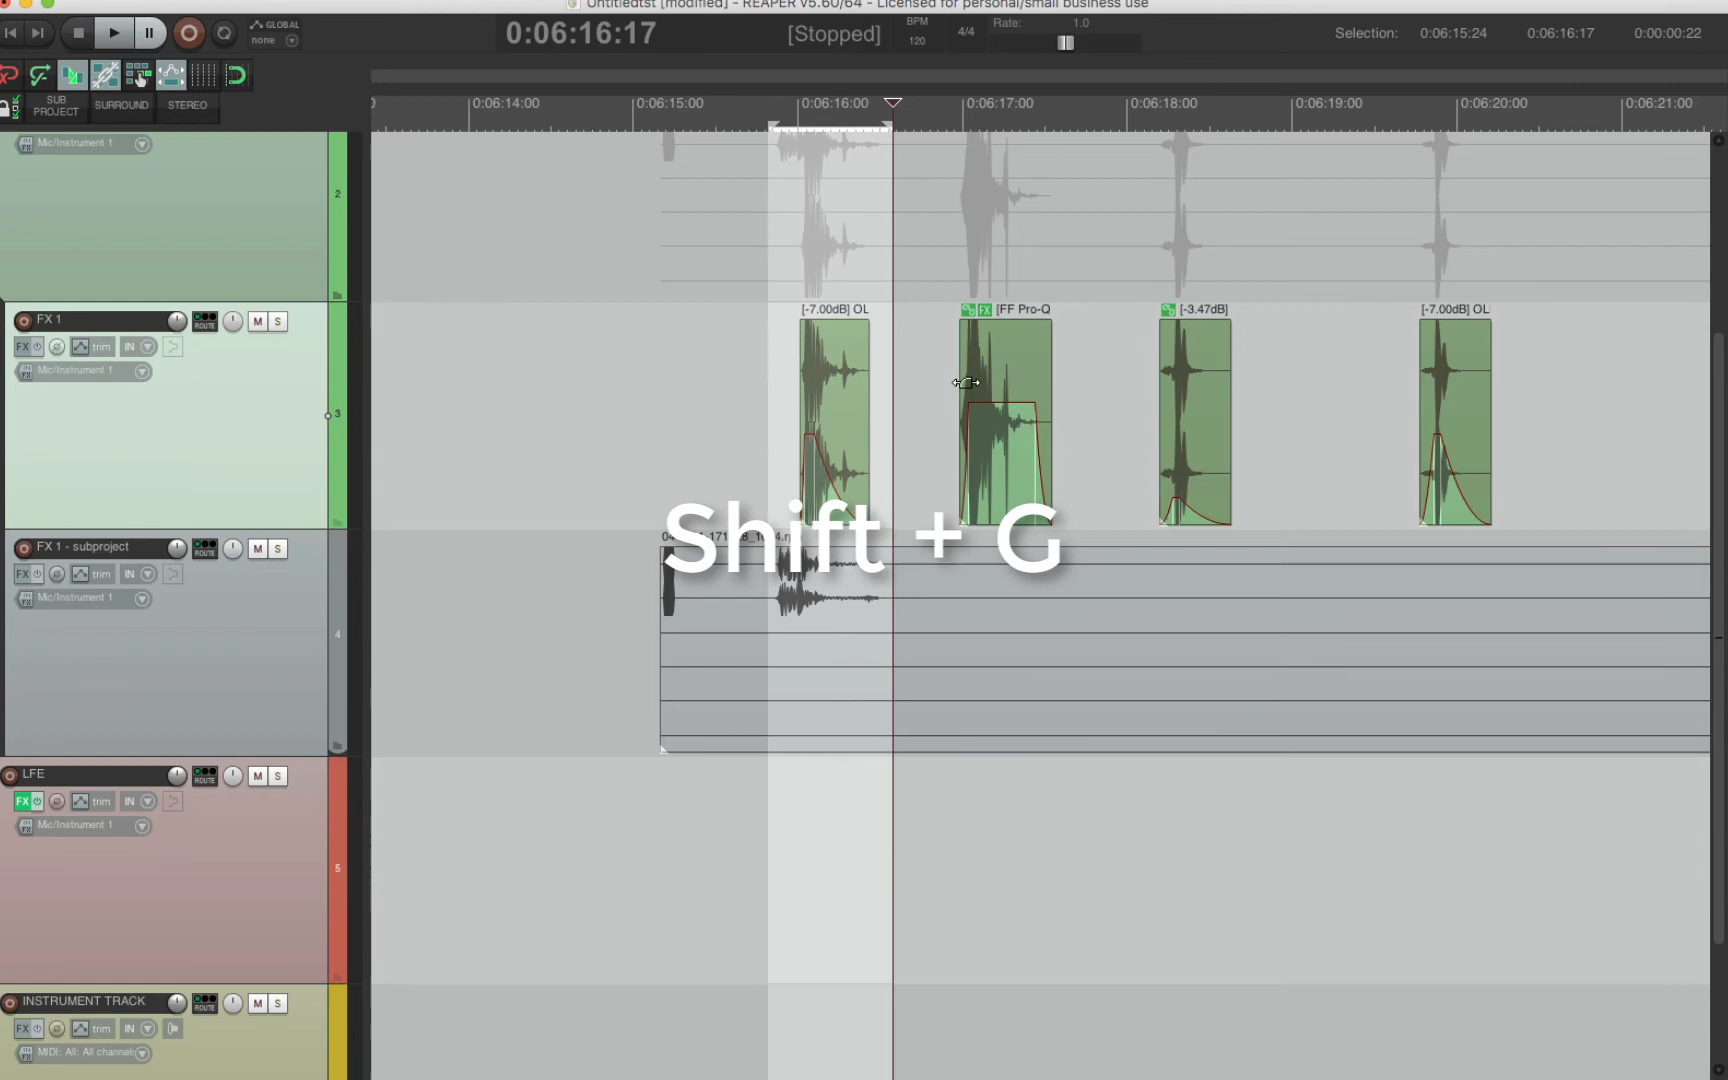 Untitledtst [modified] - REAPER v5.60/64 - Licensed for personal/small business use
GLOBAL
none
0:06:16:17
[Stopped]
BPM
120
4/4
Rate:
1.0
Selection:
0:06:15:24
0:06:16:17
0:00:00:22
SUB
PROJECT
SURROUND
STEREO
0:06:14:00
0:06:15:00
0:06:16:00
0:06:17:00
0:06:18:00
0:06:19:00
0:06:20:00
0:06:21:00
Mic/Instrument 1
2
FX 1
ROUTE
M
S
FX
trim
IN
Mic/Instrument 1
3
[-7.00dB] OL
FX
[FF Pro-Q
[-3.47dB]
[-7.00dB] OL
Shift + G
FX 1 - subproject
ROUTE
M
S
FX
trim
IN
Mic/Instrument 1
4
LFE
ROUTE
M
S
FX
trim
IN
Mic/Instrument 1
5
INSTRUMENT TRACK
ROUTE
M
S
FX
trim
IN
MIDI: All: All channel